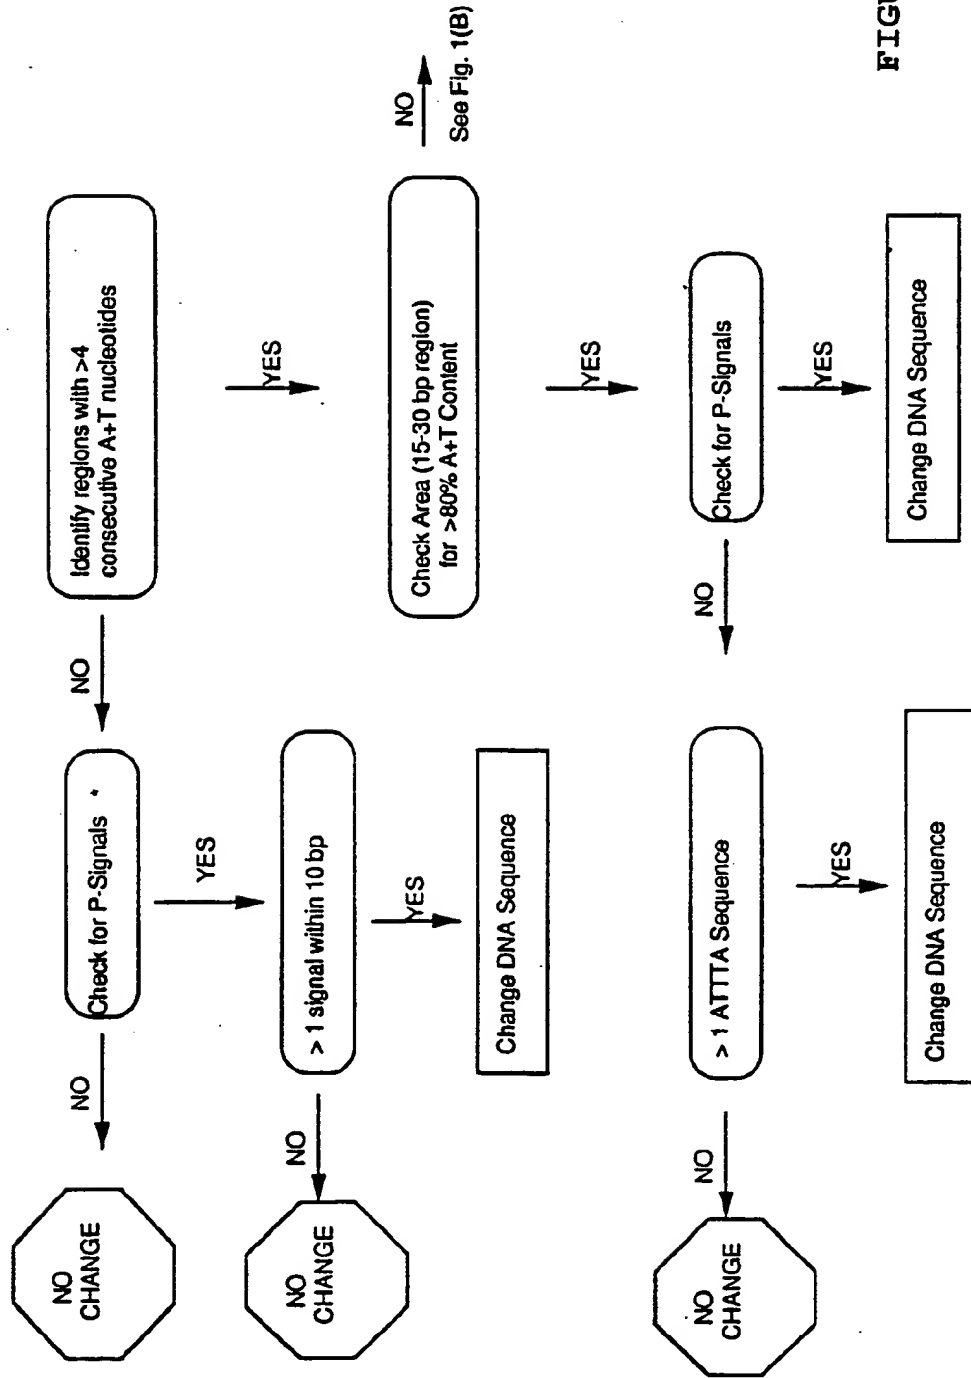 NO
CHANGE
NO
Check for P-Signals *
NO
Identify regions with >4
consecutive A+T nucleotides
YES
YES
NO
CHANGE
NO
> 1 signal within 10 bp
Check Area (15-30 bp region)
for >80% A+T Content
NO
See Fig. 1(B)
YES
Change DNA Sequence
YES
NO
CHANGE
NO
> 1 ATTTA Sequence
NO
Check for P-Signals
YES
YES
Change DNA Sequence
Change DNA Sequence